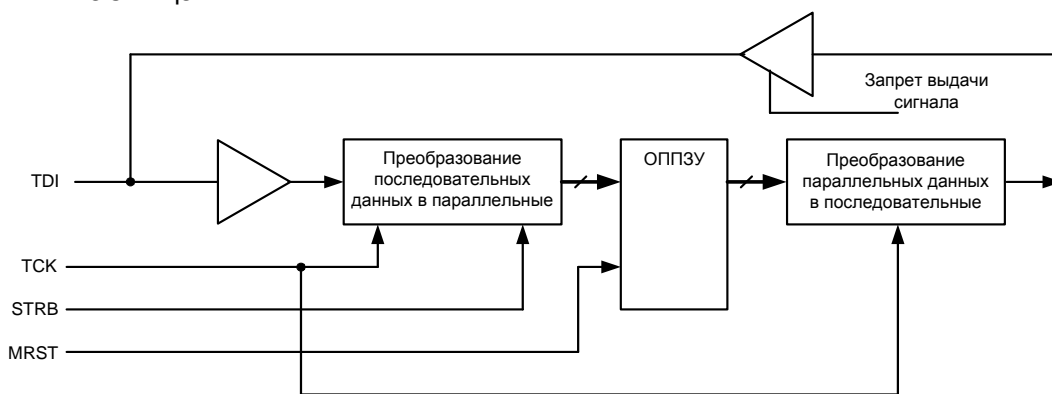 Запрет выдачи
сигнала
TDI
Преобразование
последовательных
данных в параллельные
ОППЗУ
Преобразование
параллельных данных
в последовательные
TCK
STRB
MRST